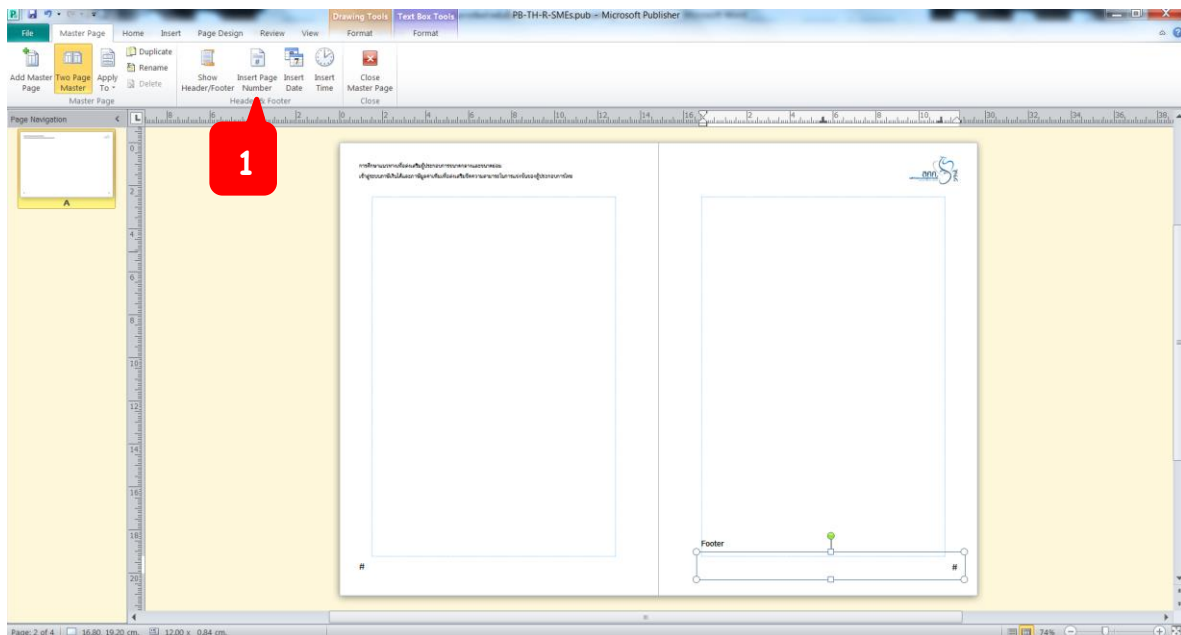 Drawing Tools Text Box Tools PB-TH-R-SMEs.pub - Microsoft Publisher
File Master Page Home Insert Page Design Review View Format Format
Add Master Page Two Page Master Apply To Duplicate Rename Delete Show Header/Footer Insert Page Number Insert Date Insert Time Close Master Page
Master Page Header & Footer Close
Page Navigation
1
A
สสว
Footer
#
#
Page: 2 of 4 16.80, 19.20 cm. 12.00 x 0.84 cm. 74%